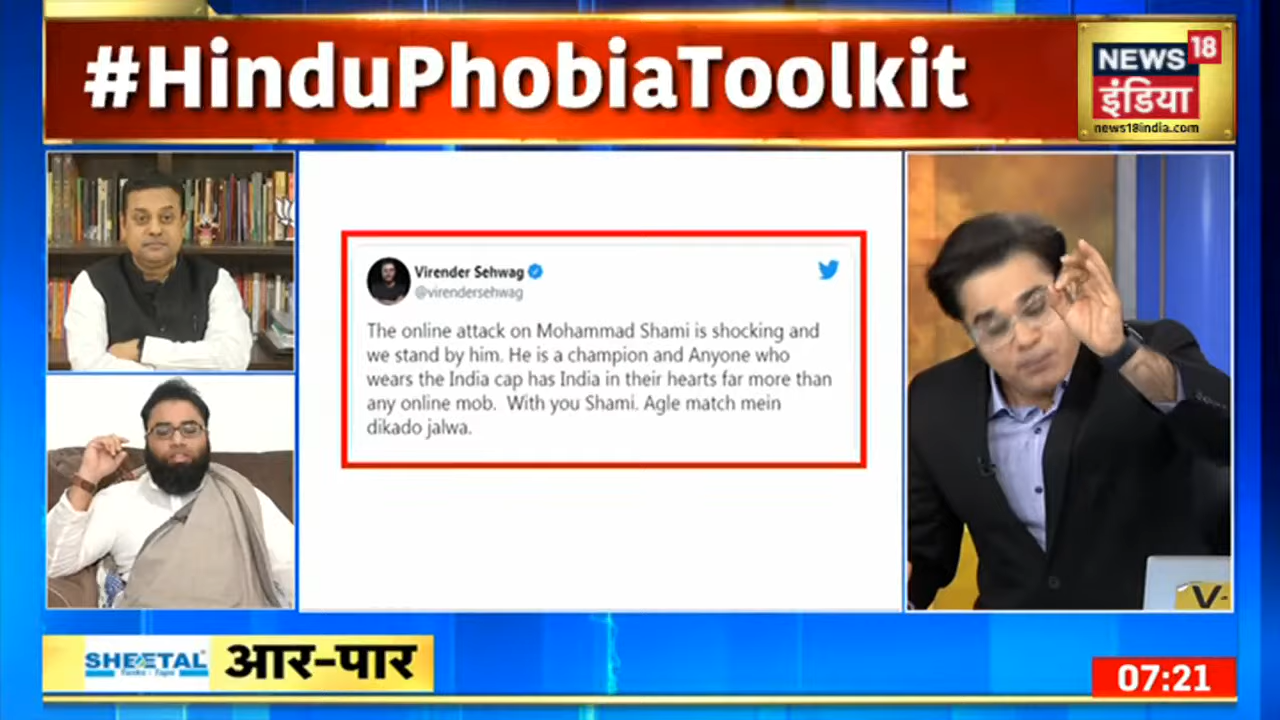 #HinduPhobiaToolkit
NEWS 18
इंडिया
news18india.com
Virender Sehwag
@virendersehwag
The online attack on Mohammad Shami is shocking and
we stand by him. He is a champion and Anyone who
wears the India cap has India in their hearts far more than
any online mob. With you Shami. Agle match mein
dikado jalwa.
SHEETAL
आर-पार
07:21